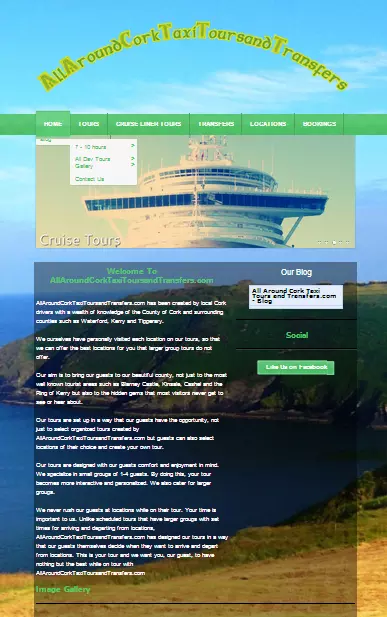 AllAroundCorkTaxiToursandTransfers
HOME TOURS CRUISE LINER TOURS TRANSFERS LOCATIONS BOOKINGS
Blog
7 - 10 hours >
All Day Tours >
Gallery >
Contact Us
Cruise Tours
Welcome To
AllAroundCorkTaxiToursandTransfers.com
AllAroundCorkTaxiToursandTransfers.com has been created by local Cork
drivers with a wealth of knowledge of the County of Cork and surrounding
counties such as Waterford, Kerry and Tipperary.
We ourselves have personally visited each location on our tours, so that
we can offer the best locations for you that larger group tours do not
offer.
Our aim is to bring our guests to our beautiful county, not just to the most
well known tourist areas such as Blarney Castle, Kinsale, Cashel and the
Ring of Kerry but also to the hidden gems that most visitors never get to
see or hear about.
Our tours are set up in a way that our guests have the opportunity, not
just to select organized tours created by
AllAroundCorkTaxiToursandTransfers.com but guests can also select
locations of their choice and create your own tour.
Our tours are designed with our guests comfort and enjoyment in mind.
We specialize in small groups of 1-4 guests. By doing this, your tour
becomes more interactive and personalized. We also cater for larger
groups.
We never rush our guests at locations while on their tour. Your time is
important to us. Unlike scheduled tours that have larger groups with set
times for arriving and departing from locations,
AllAroundCorkTaxiToursandTransfers.com has designed our tours in a way
that our guests themselves decide when they want to arrive and depart
from locations. This is your tour and we want you, our guest, to have
nothing but the best while on tour with
AllAroundCorkTaxiToursandTransfers.com
Image Gallery
Our Blog
All Around Cork Taxi
Tours and Transfers.com
- Blog
Social
Like Us on Facebook